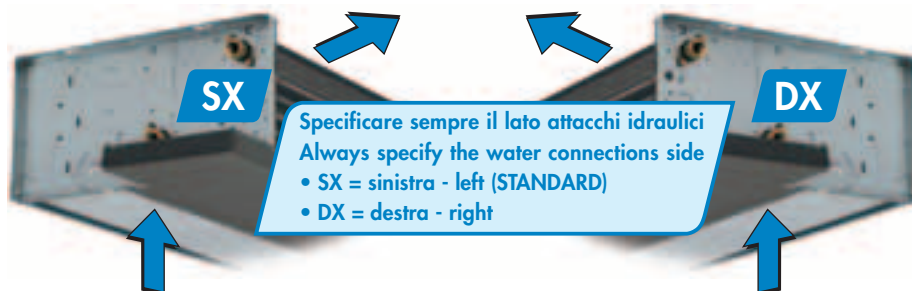 SX
DX
Specificare sempre il lato attacchi idraulici
Always specify the water connections side
• SX = sinistra - left (STANDARD)
• DX = destra - right